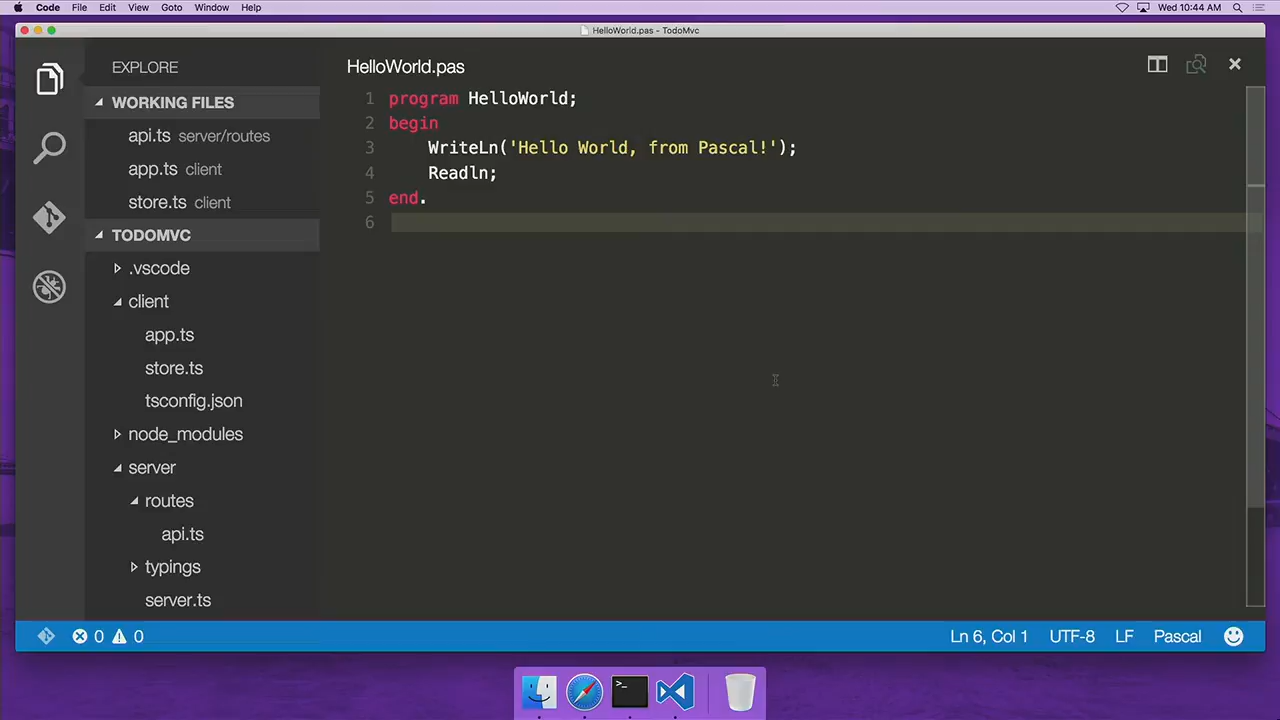 Code File Edit View Goto Window Help Wed 10:44 AM
HelloWorld.pas - TodoMvc
EXPLORE
WORKING FILES
api.ts server/routes
app.ts client
store.ts client
TODOMVC
.vscode
client
app.ts
store.ts
tsconfig.json
node_modules
server
routes
api.ts
typings
server.ts
HelloWorld.pas
1 program HelloWorld;
2 begin
3 WriteLn('Hello World, from Pascal!');
4 Readln;
5 end.
6
0 0 Ln 6, Col 1 UTF-8 LF Pascal
>_